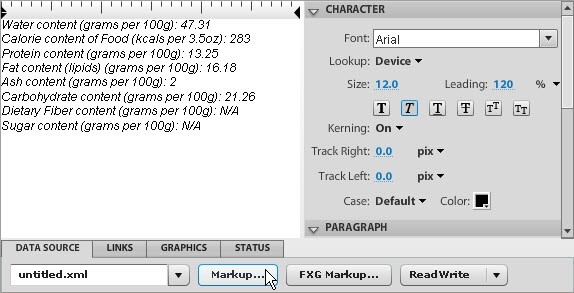 Water content (grams per 100g): 47.31
Calorie content of Food (kcals per 3.5oz): 283
Protein content (grams per 100g): 13.25
Fat content (lipids) (grams per 100g): 16.18
Ash content (grams per 100g): 2
Carbohydrate content (grams per 100g): 21.26
Dietary Fiber content (grams per 100g): N/A
Sugar content (grams per 100g): N/A
CHARACTER
Font: Arial
Lookup: Device
Size: 12.0 Leading: 120 %
T T T T TT TT
Kerning: On
Track Right: 0.0 pix
Track Left: 0.0 pix
Case: Default Color:
PARAGRAPH
DATA SOURCE LINKS GRAPHICS STATUS
untitled.xml Markup... FXG Markup... ReadWrite